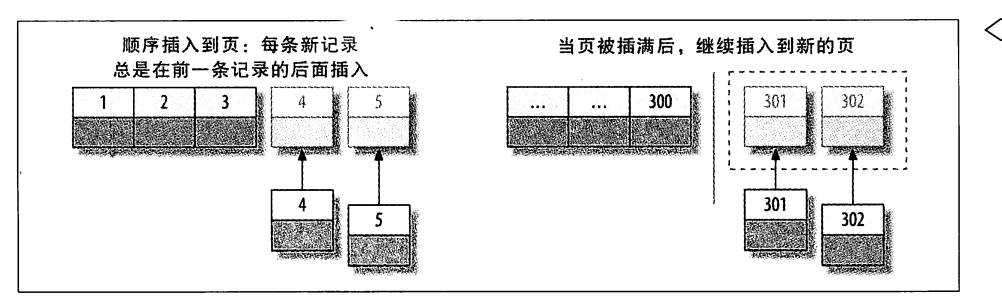 顺序插入到页：每条新记录
总是在前一条记录的后面插入
1 2 3 4 5
4
5
当页被插满后，继续插入到新的页
... ... 300 301 302
301
302